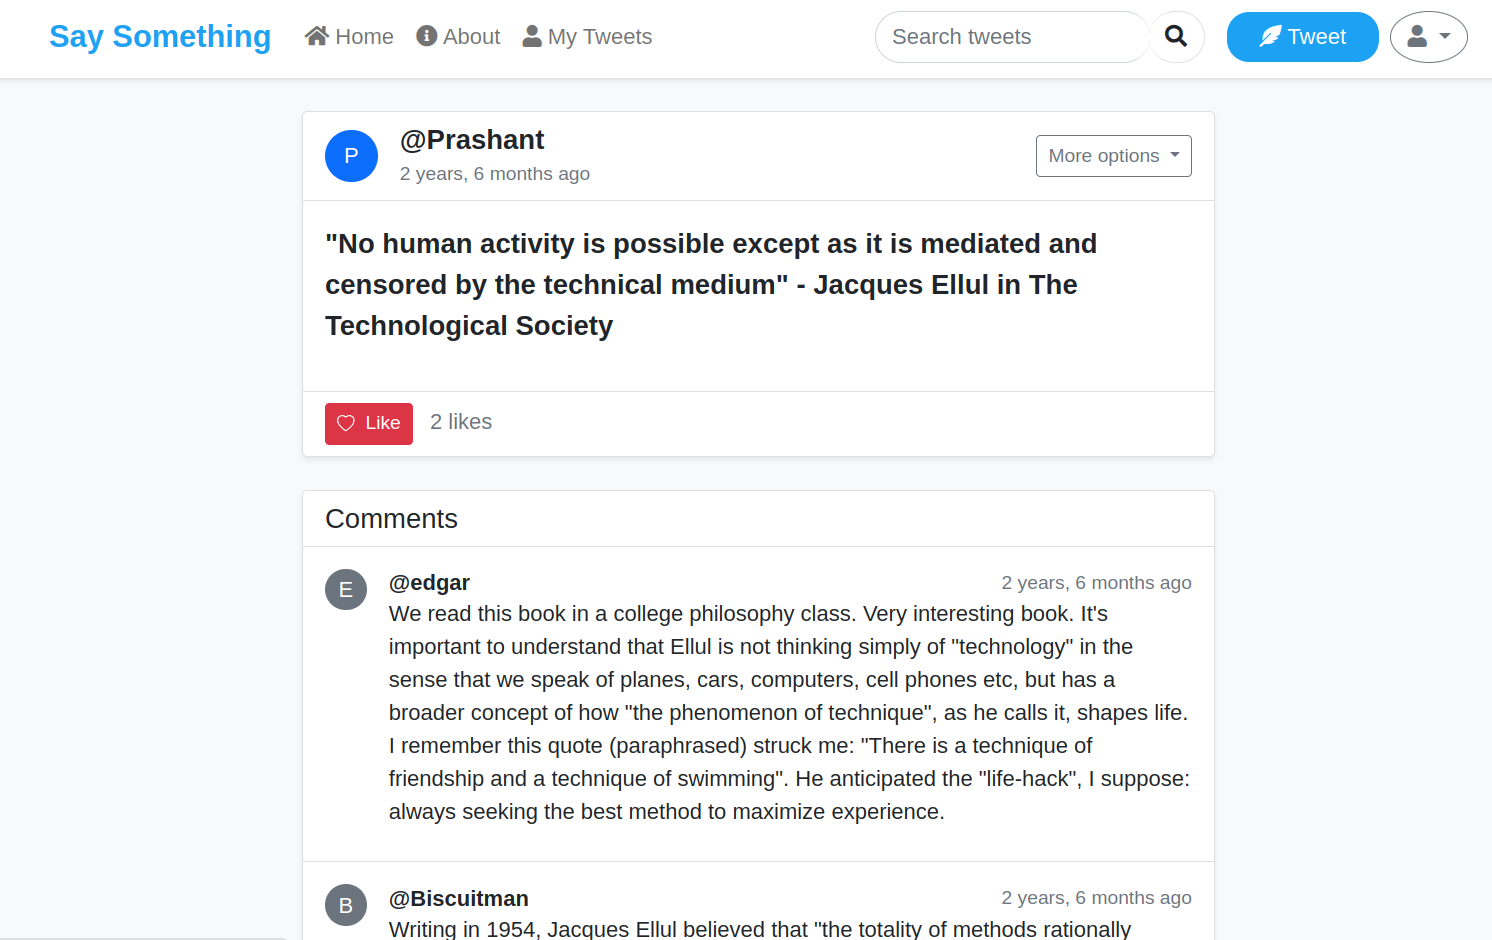 Say Something Home About My Tweets Search tweets Tweet
P @Prashant
2 years, 6 months ago
More options
"No human activity is possible except as it is mediated and
censored by the technical medium" - Jacques Ellul in The
Technological Society
Like 2 likes
Comments
E @edgar 2 years, 6 months ago
We read this book in a college philosophy class. Very interesting book. It's
important to understand that Ellul is not thinking simply of "technology" in the
sense that we speak of planes, cars, computers, cell phones etc, but has a
broader concept of how "the phenomenon of technique", as he calls it, shapes life.
I remember this quote (paraphrased) struck me: "There is a technique of
friendship and a technique of swimming". He anticipated the "life-hack", I suppose:
always seeking the best method to maximize experience.
B @Biscuitman 2 years, 6 months ago
Writing in 1954, Jacques Ellul believed that "the totality of methods rationally